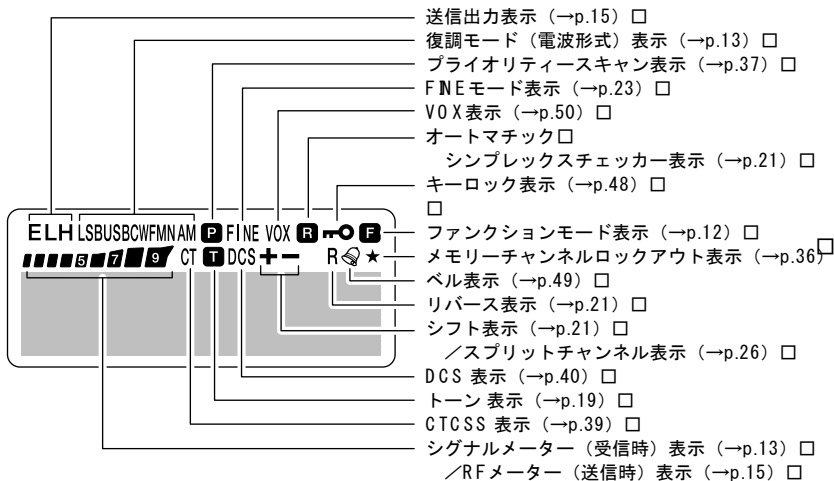 送信出力表示（→p.15）□
復調モード（電波形式）表示（→p.13）□
プライオリティースキャン表示（→p.37）□
FINEモード表示（→p.23）□
VOX表示（→p.50）□
オートマチック□
シンプレックスチェッカー表示（→p.21）□
キーロック表示（→p.48）□
□
ファンクションモード表示（→p.12）□
メモリーチャンネルロックアウト表示（→p.36）□
ベル表示（→p.49）□
リバース表示（→p.21）□
シフト表示（→p.21）□
／スプリットチャンネル表示（→p.26）□
DCS 表示（→p.40）□
トーン 表示（→p.19）□
CTCSS 表示（→p.39）□
シグナルメーター（受信時）表示（→p.13）□
／RFメーター（送信時）表示（→p.15）□
ELH LSBUSBCWFMN AM P FINE VOX R F
5 7 9 CT T DCS + − R ★